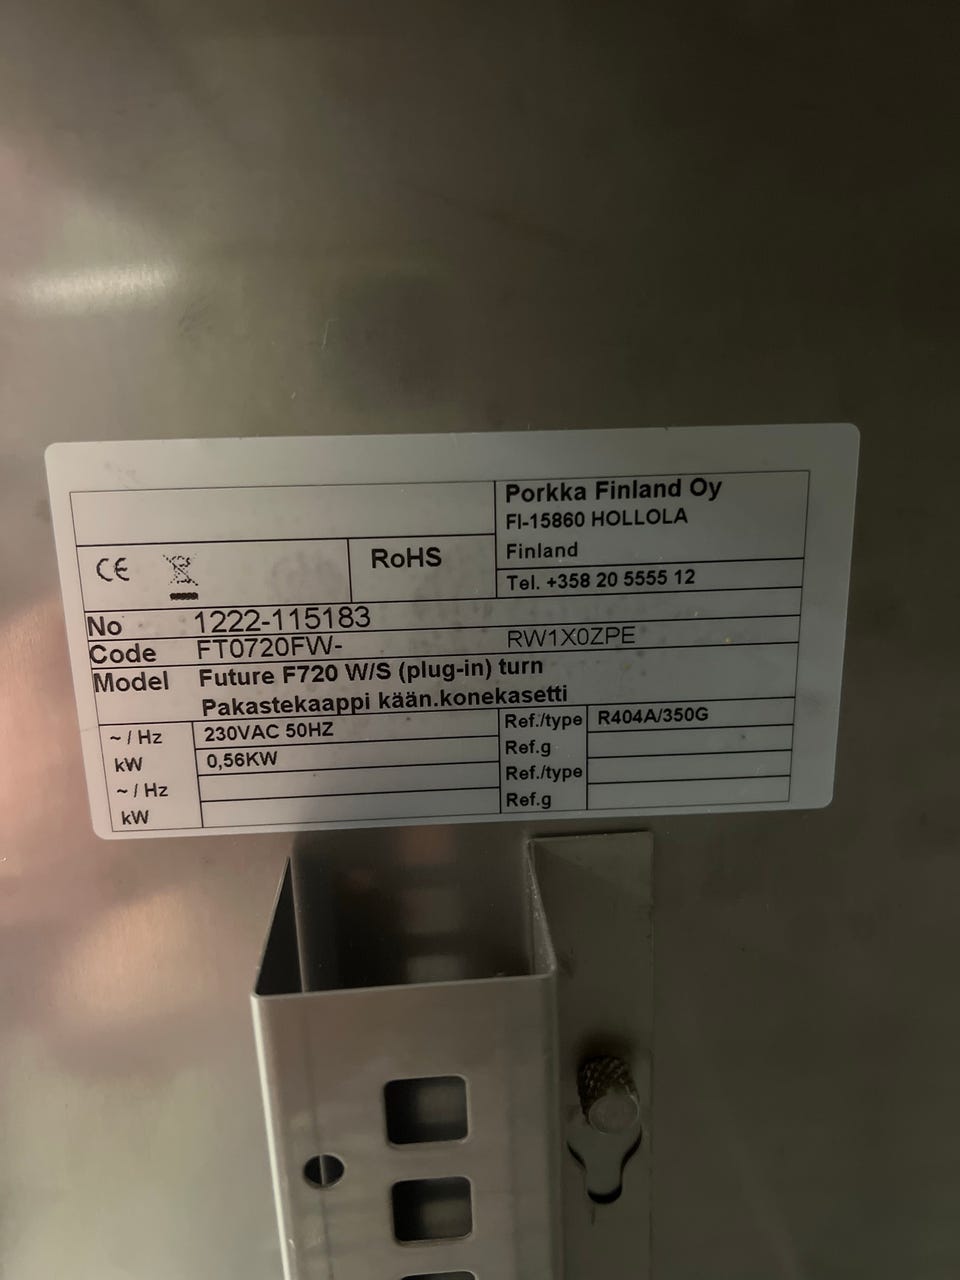 Porkka Finland Oy
FI-15860 HOLLOLA
Finland
Tel. +358 20 5555 12
CE
RoHS
No 1222-115183
Code FT0720FW- RW1X0ZPE
Model Future F720 W/S (plug-in) turn
Pakastekaappi kään.konekasetti
~ / Hz 230VAC 50HZ Ref./type R404A/350G
kW 0,56KW Ref.g
~ / Hz Ref./type
kW Ref.g